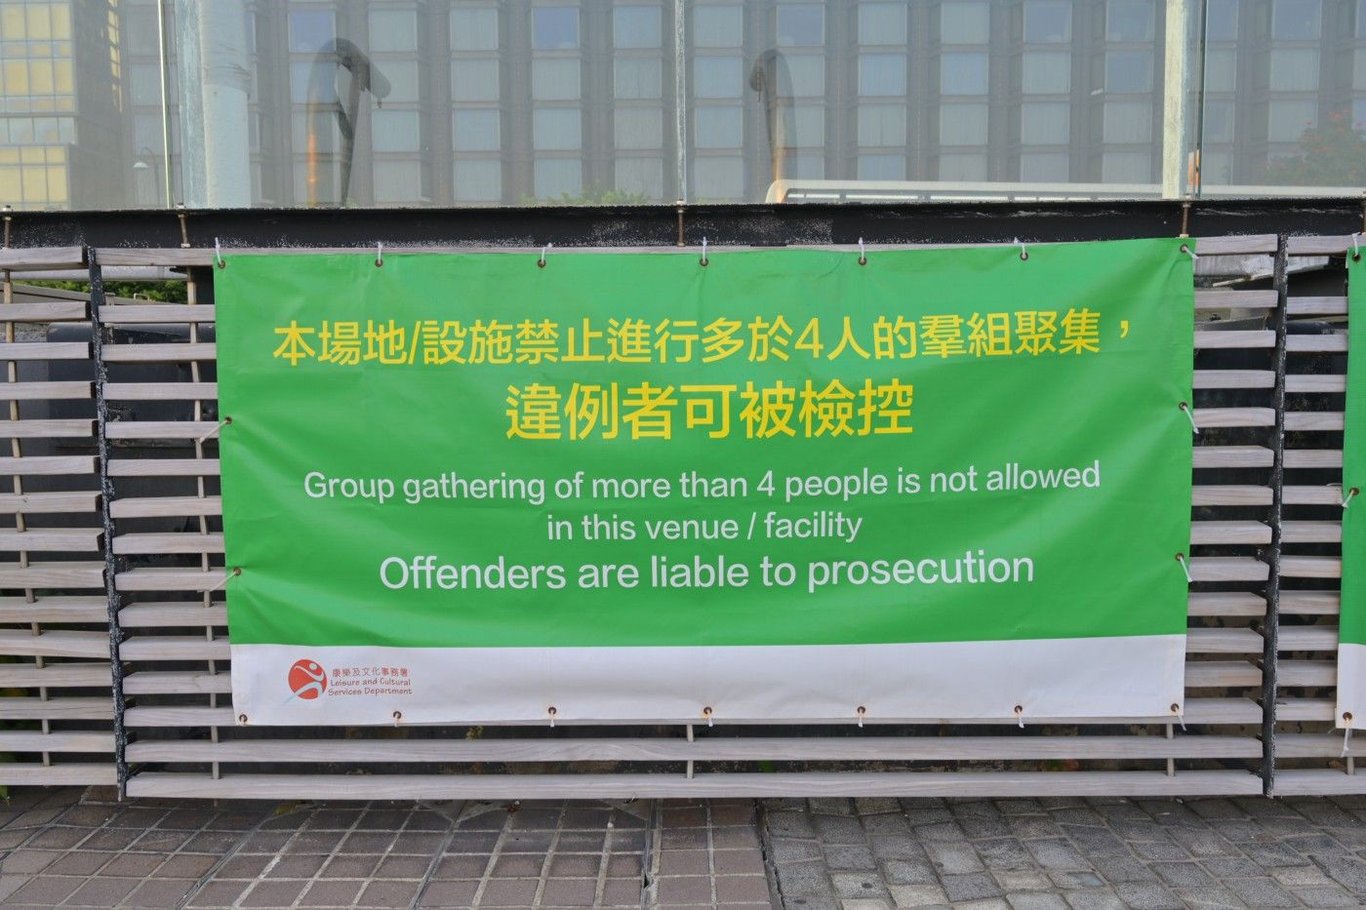 本場地/設施禁止進行多於4人的羣組聚集，
違例者可被檢控
Group gathering of more than 4 people is not allowed
in this venue / facility
Offenders are liable to prosecution
康樂及文化事務署
Leisure and Cultural
Services Department